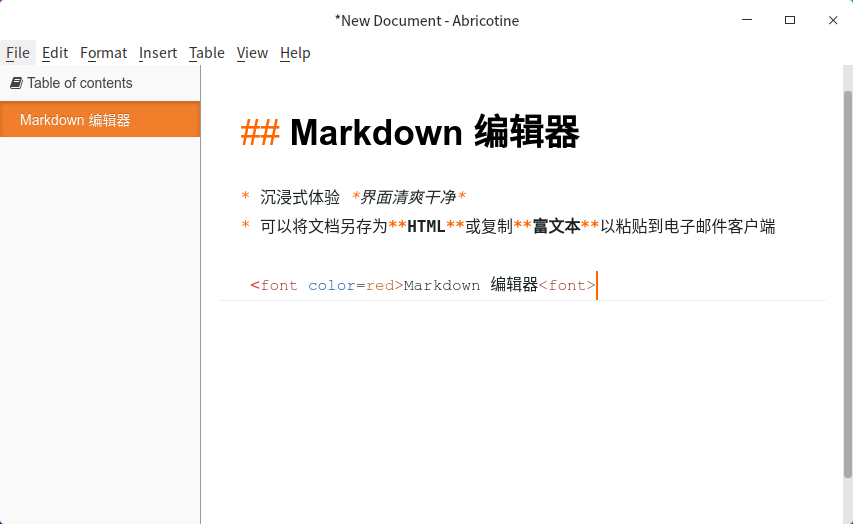 *New Document - Abricotine
File Edit Format Insert Table View Help
Table of contents
Markdown 编辑器
## Markdown 编辑器
* 沉浸式体验 *界面清爽干净*
* 可以将文档另存为**HTML**或复制**富文本**以粘贴到电子邮件客户端
<font color=red>Markdown 编辑器<font>